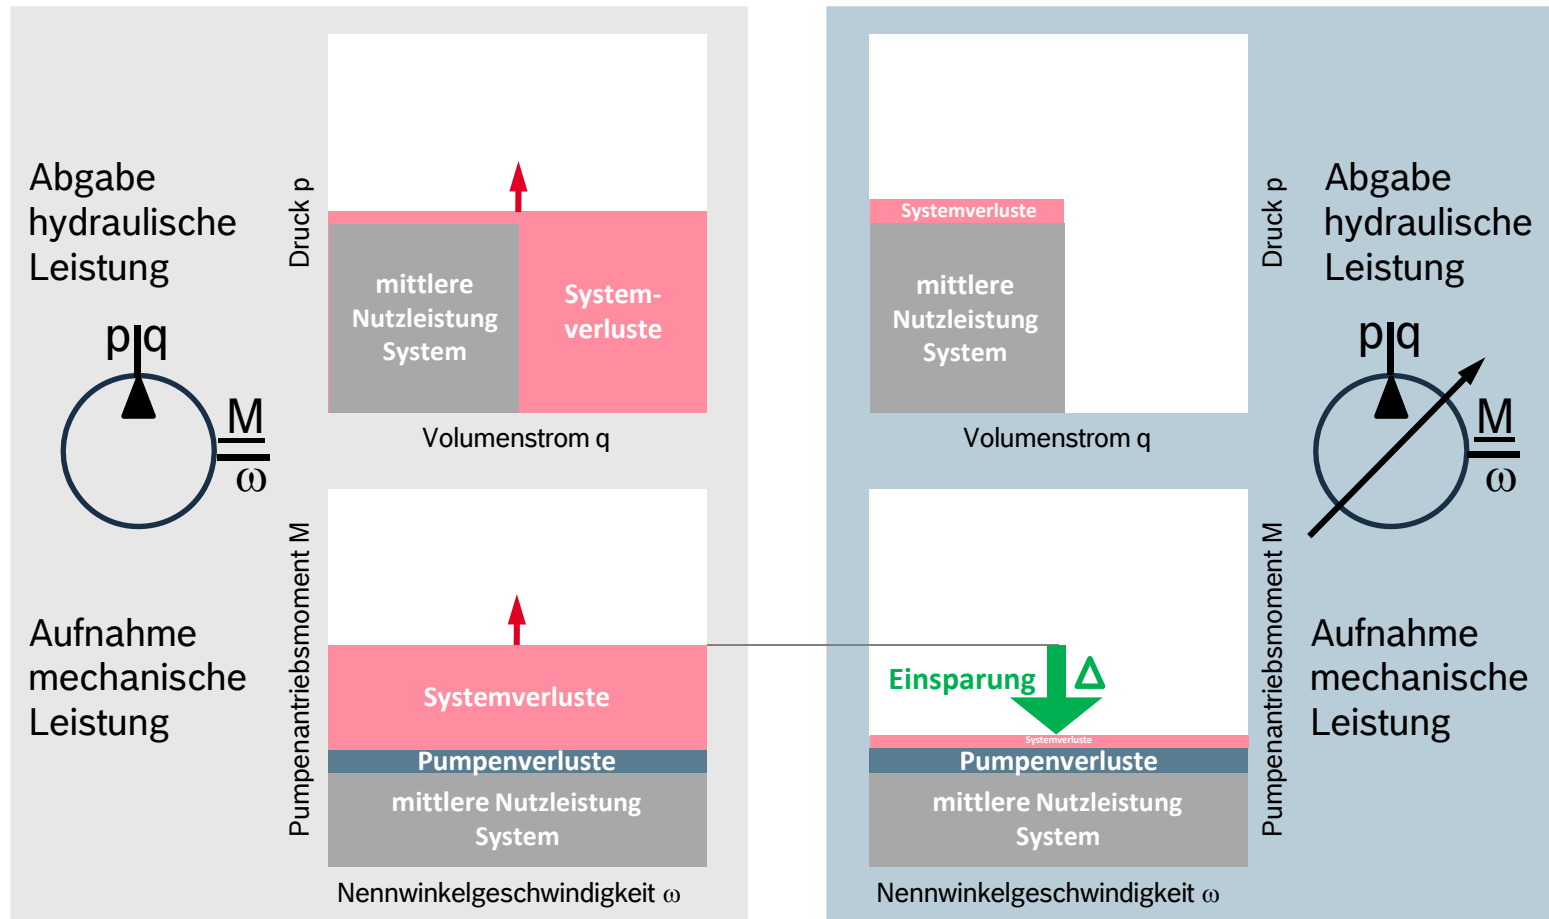 Abgabe
hydraulische
Leistung
p q
M
ω
Aufnahme
mechanische
Leistung
Druck p
mittlere
Nutzleistung
System
System-
verluste
Volumenstrom q
Pumpenantriebsmoment M
Systemverluste
Pumpenverluste
mittlere Nutzleistung
System
Nennwinkelgeschwindigkeit ω
Systemverluste
mittlere
Nutzleistung
System
Volumenstrom q
Druck p
Einsparung Δ
Systemverluste
Pumpenverluste
mittlere Nutzleistung
System
Nennwinkelgeschwindigkeit ω
Pumpenantriebsmoment M
Abgabe
hydraulische
Leistung
p q
M
ω
Aufnahme
mechanische
Leistung